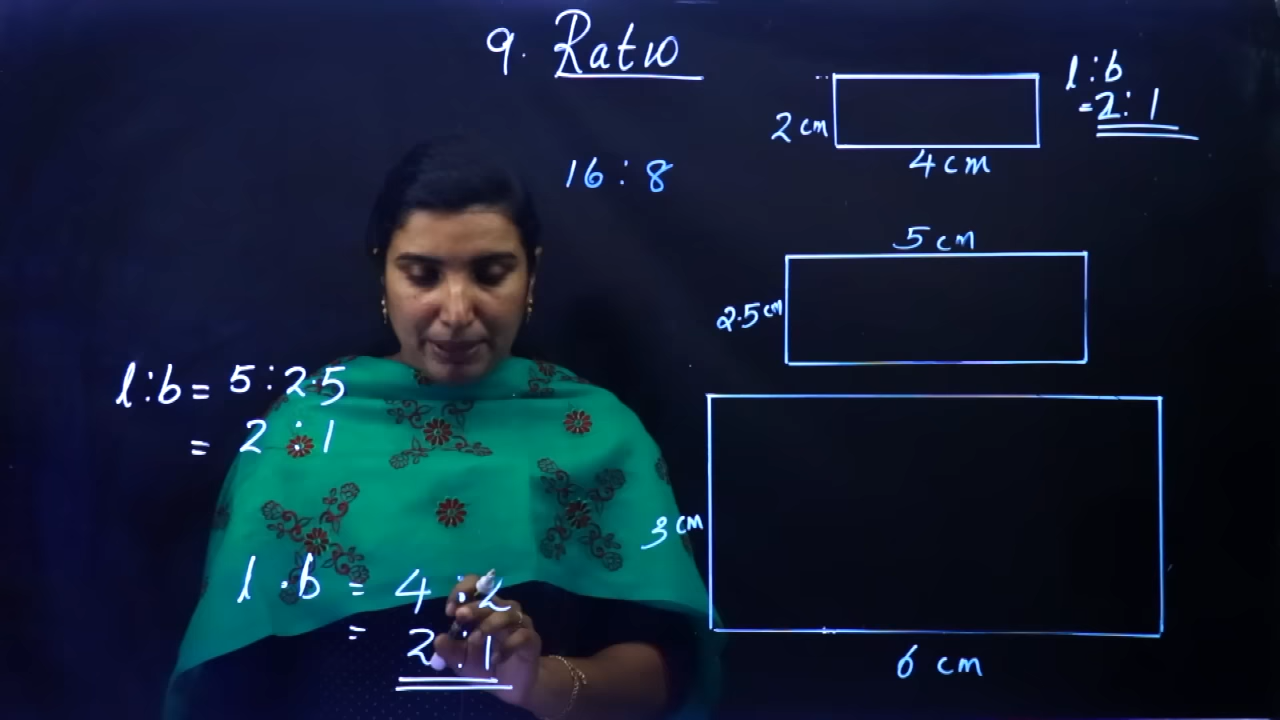 9. Ratio
l:b
= 2:1
2 cm
4 cm
16 : 8
5 cm
2.5 cm
l:b = 5:2.5
= 2 : 1
3 cm
6 cm
l:b = 4:2
= 2:1